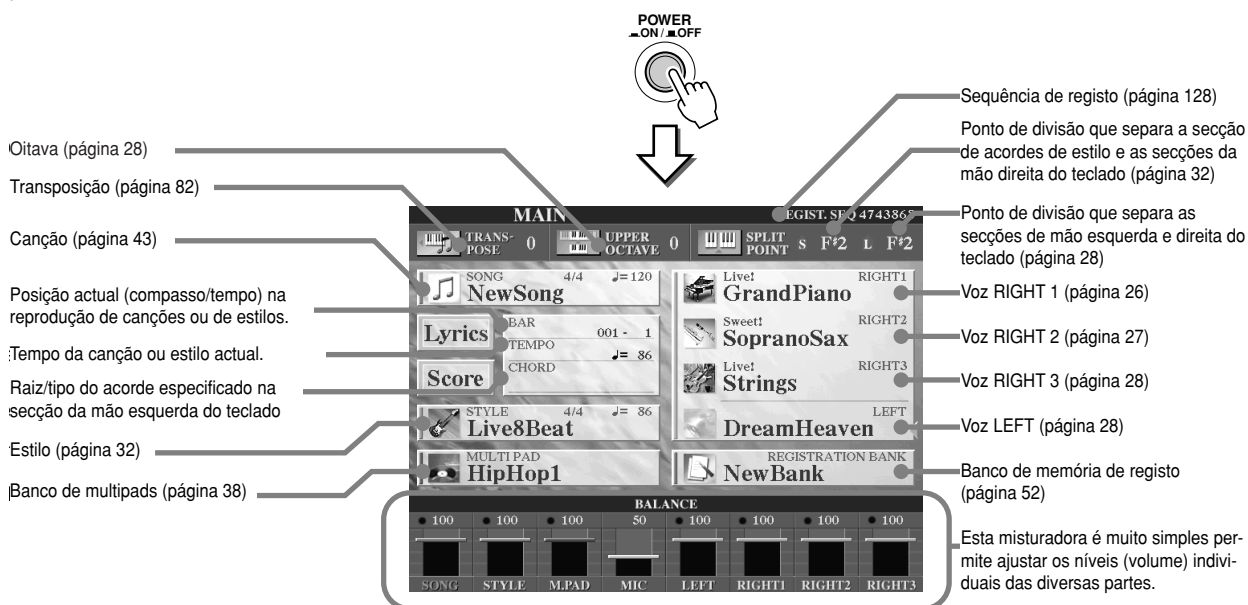 POWER
ON / OFF
Oitava (página 28)
Transposição (página 82)
Canção (página 43)
Posição actual (compasso/tempo) na
reprodução de canções ou de estilos.
Tempo da canção ou estilo actual.
Raiz/tipo do acorde especificado na
secção da mão esquerda do teclado
Estilo (página 32)
Banco de multipads (página 38)
MAIN
REGIST. SEQ 474386
TRANS-
POSE 0
UPPER
OCTAVE 0
SPLIT
POINT S F#2 L F#2
SONG 4/4 ♩=120
NewSong
Lyrics
BAR
001 - 1
TEMPO
♩= 86
Score
CHORD
STYLE 4/4 ♩= 86
Live8Beat
MULTI PAD
HipHop1
Live! RIGHT1
GrandPiano
Sweet! RIGHT2
SopranoSax
Live! RIGHT3
Strings
LEFT
DreamHeaven
REGISTRATION BANK
NewBank
BALANCE
100 100 100 50 100 100 100 100
SONG STYLE M.PAD MIC LEFT RIGHT1 RIGHT2 RIGHT3
Sequência de registo (página 128)
Ponto de divisão que separa a secção
de acordes de estilo e as secções da
mão direita do teclado (página 32)
Ponto de divisão que separa as
secções de mão esquerda e direita do
teclado (página 28)
Voz RIGHT 1 (página 26)
Voz RIGHT 2 (página 27)
Voz RIGHT 3 (página 28)
Voz LEFT (página 28)
Banco de memória de registo
(página 52)
Esta misturadora é muito simples per-
mite ajustar os níveis (volume) indivi-
duais das diversas partes.